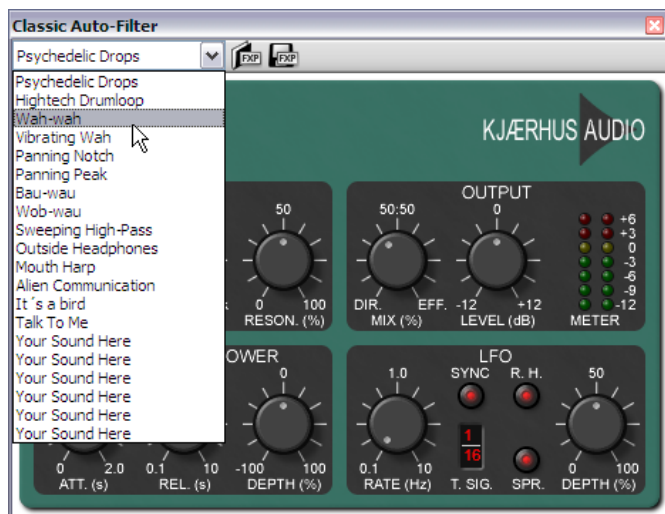 Classic Auto-Filter
Psychedelic Drops
FXP FXP
Psychedelic Drops
Hightech Drumloop
Wah-wah
Vibrating Wah
Panning Notch
Panning Peak
Bau-wau
Wob-wau
Sweeping High-Pass
Outside Headphones
Mouth Harp
Alien Communication
It´s a bird
Talk To Me
Your Sound Here
Your Sound Here
Your Sound Here
Your Sound Here
Your Sound Here
Your Sound Here
KJÆRHUS AUDIO
50
0 100
RESON. (%)
OUTPUT
50:50 0
DIR. EFF. -12 +12
MIX (%) LEVEL (dB) METER
+6
+3
0
-3
-6
-9
-12
OWER
0
0 2.0 0.1 10 -100 100
ATT. (s) REL. (s) DEPTH (%)
LFO
1.0 SYNC R. H. 50
1
16
0.1 10 0 100
RATE (Hz) T. SIG. SPR. DEPTH (%)